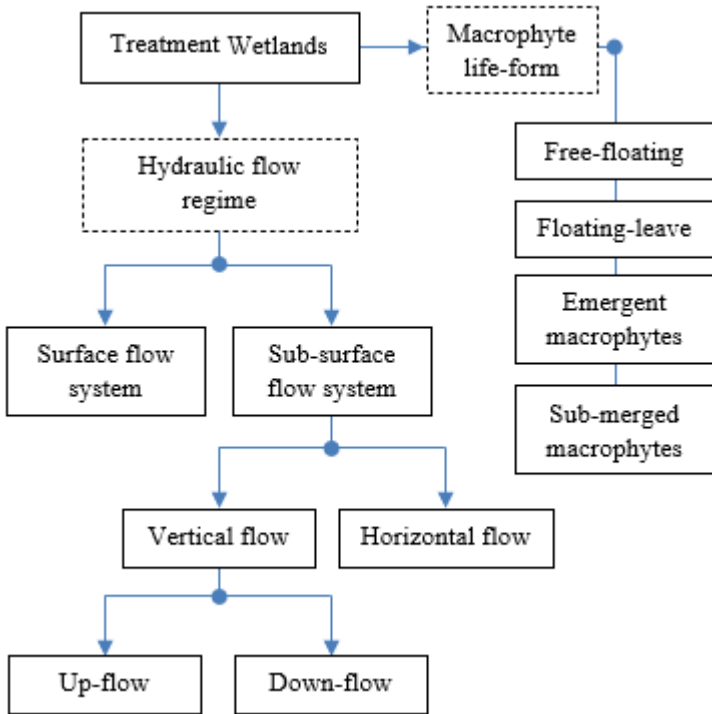 Treatment Wetlands
Macrophyte
life-form
Hydraulic flow
regime
Free-floating
Floating-leave
Emergent
macrophytes
Sub-merged
macrophytes
Surface flow
system
Sub-surface
flow system
Vertical flow
Horizontal flow
Up-flow
Down-flow